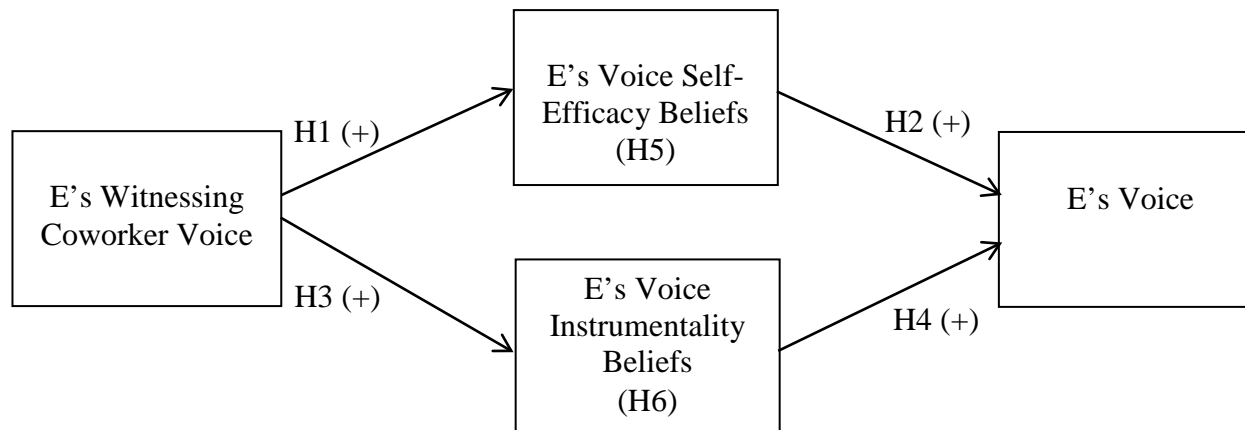 E's Voice Self-
Efficacy Beliefs
(H5)
H1 (+)
H2 (+)
E's Witnessing
Coworker Voice
E's Voice
H3 (+)
E's Voice
Instrumentality
Beliefs
(H6)
H4 (+)